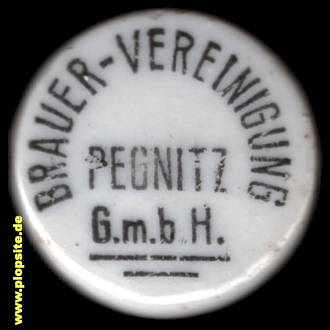 BRAUER-VEREINIGUNG
PEGNITZ
G.m.b.H.
www.plopsite.de